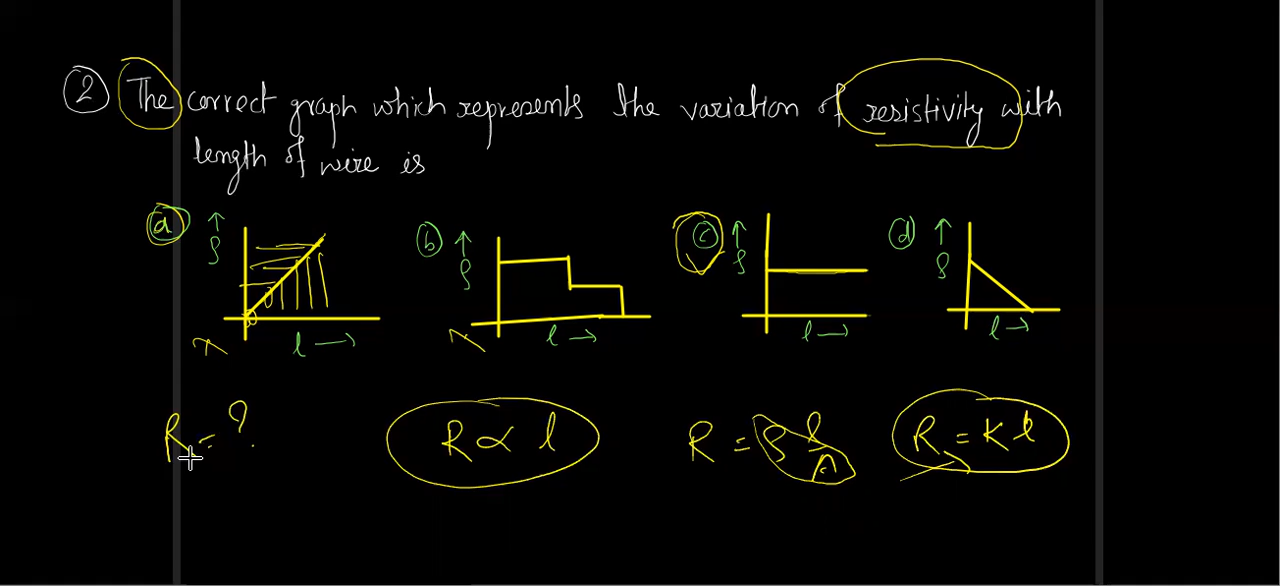 ② The correct graph which represents the variation of resistivity with
length of wire is
ⓐ ↑ ρ l →
ⓑ ↑ ρ l →
ⓒ ↑ ρ l →
ⓓ ↑ ρ l →
R = ?
R ∝ l
R = ρ l/A
R = K l